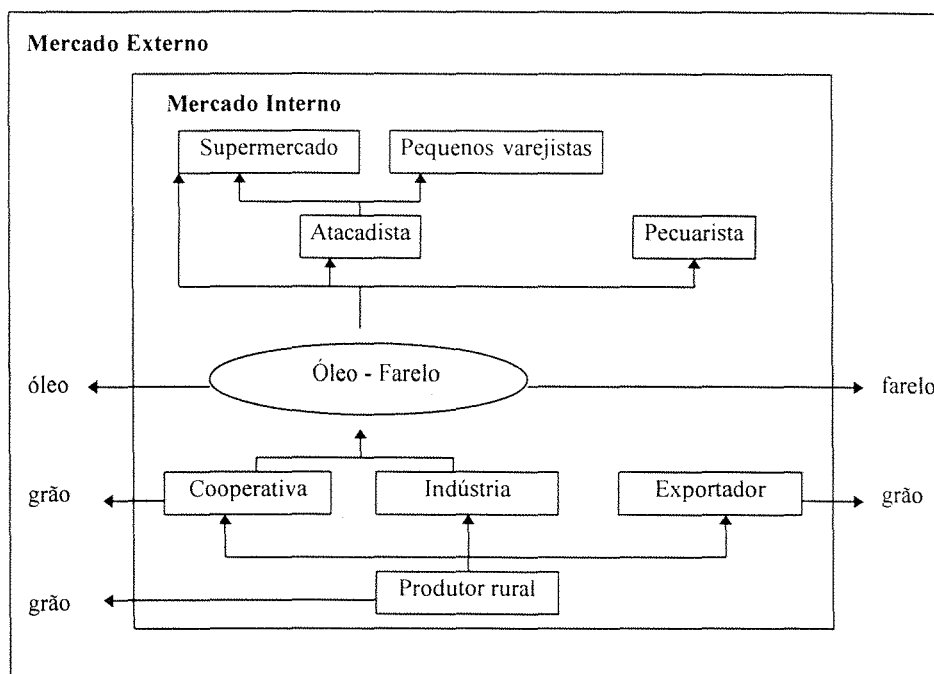 Mercado Externo
Mercado Interno
Supermercado
Pequenos varejistas
Atacadista
Pecuarista
Óleo - Farelo
óleo
farelo
Cooperativa
Indústria
Exportador
grão
grão
Produtor rural
grão